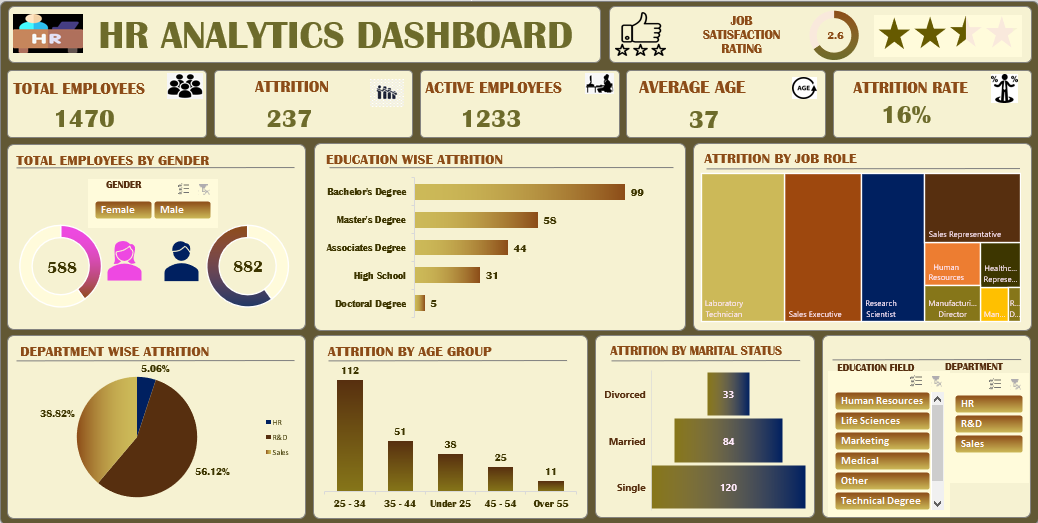 HR
HR ANALYTICS DASHBOARD
JOB
SATISFACTION
RATING
2.6
TOTAL EMPLOYEES
1470
ATTRITION
237
ACTIVE EMPLOYEES
1233
AVERAGE AGE
AGE
37
ATTRITION RATE
% %
16%
TOTAL EMPLOYEES BY GENDER
GENDER
Female
Male
588
882
EDUCATION WISE ATTRITION
Bachelor's Degree
99
Master's Degree
58
Associates Degree
44
High School
31
Doctoral Degree
5
ATTRITION BY JOB ROLE
Laboratory
Technician
Sales Executive
Research
Scientist
Sales Representative
Human
Resources
Healthc...
Represe...
Manufacturi...
Director
Man...
R...
D...
DEPARTMENT WISE ATTRITION
5.06%
38.82%
56.12%
HR
R&D
Sales
ATTRITION BY AGE GROUP
112
51
38
25
11
25 - 34
35 - 44
Under 25
45 - 54
Over 55
ATTRITION BY MARITAL STATUS
Divorced
33
Married
84
Single
120
EDUCATION FIELD
Human Resources
Life Sciences
Marketing
Medical
Other
Technical Degree
DEPARTMENT
HR
R&D
Sales